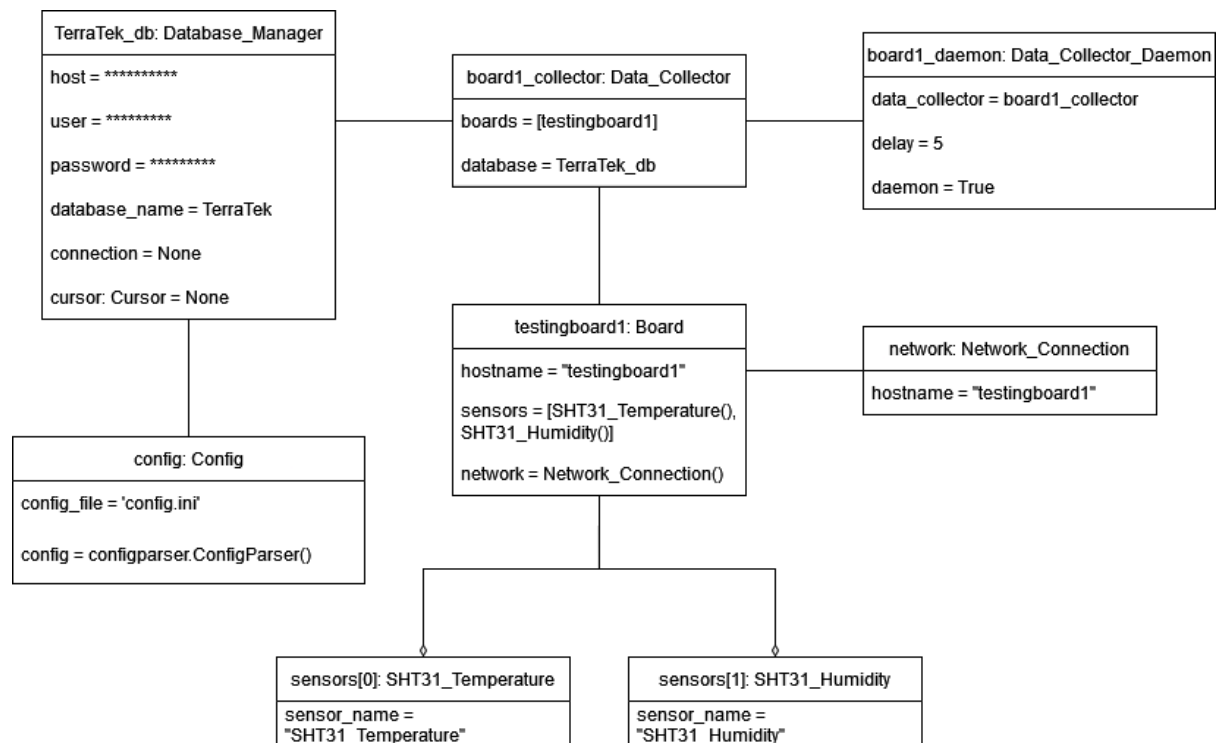 TerraTek_db: Database_Manager
host = **********
user = *********
password = *********
database_name = TerraTek
connection = None
cursor: Cursor = None
board1_collector: Data_Collector
boards = [testingboard1]
database = TerraTek_db
board1_daemon: Data_Collector_Daemon
data_collector = board1_collector
delay = 5
daemon = True
testingboard1: Board
hostname = "testingboard1"
sensors = [SHT31_Temperature(),
SHT31_Humidity()]
network = Network_Connection()
network: Network_Connection
hostname = "testingboard1"
config: Config
config_file = 'config.ini'
config = configparser.ConfigParser()
sensors[0]: SHT31_Temperature
sensor_name =
"SHT31_Temperature"
sensors[1]: SHT31_Humidity
sensor_name =
"SHT31_Humidity"